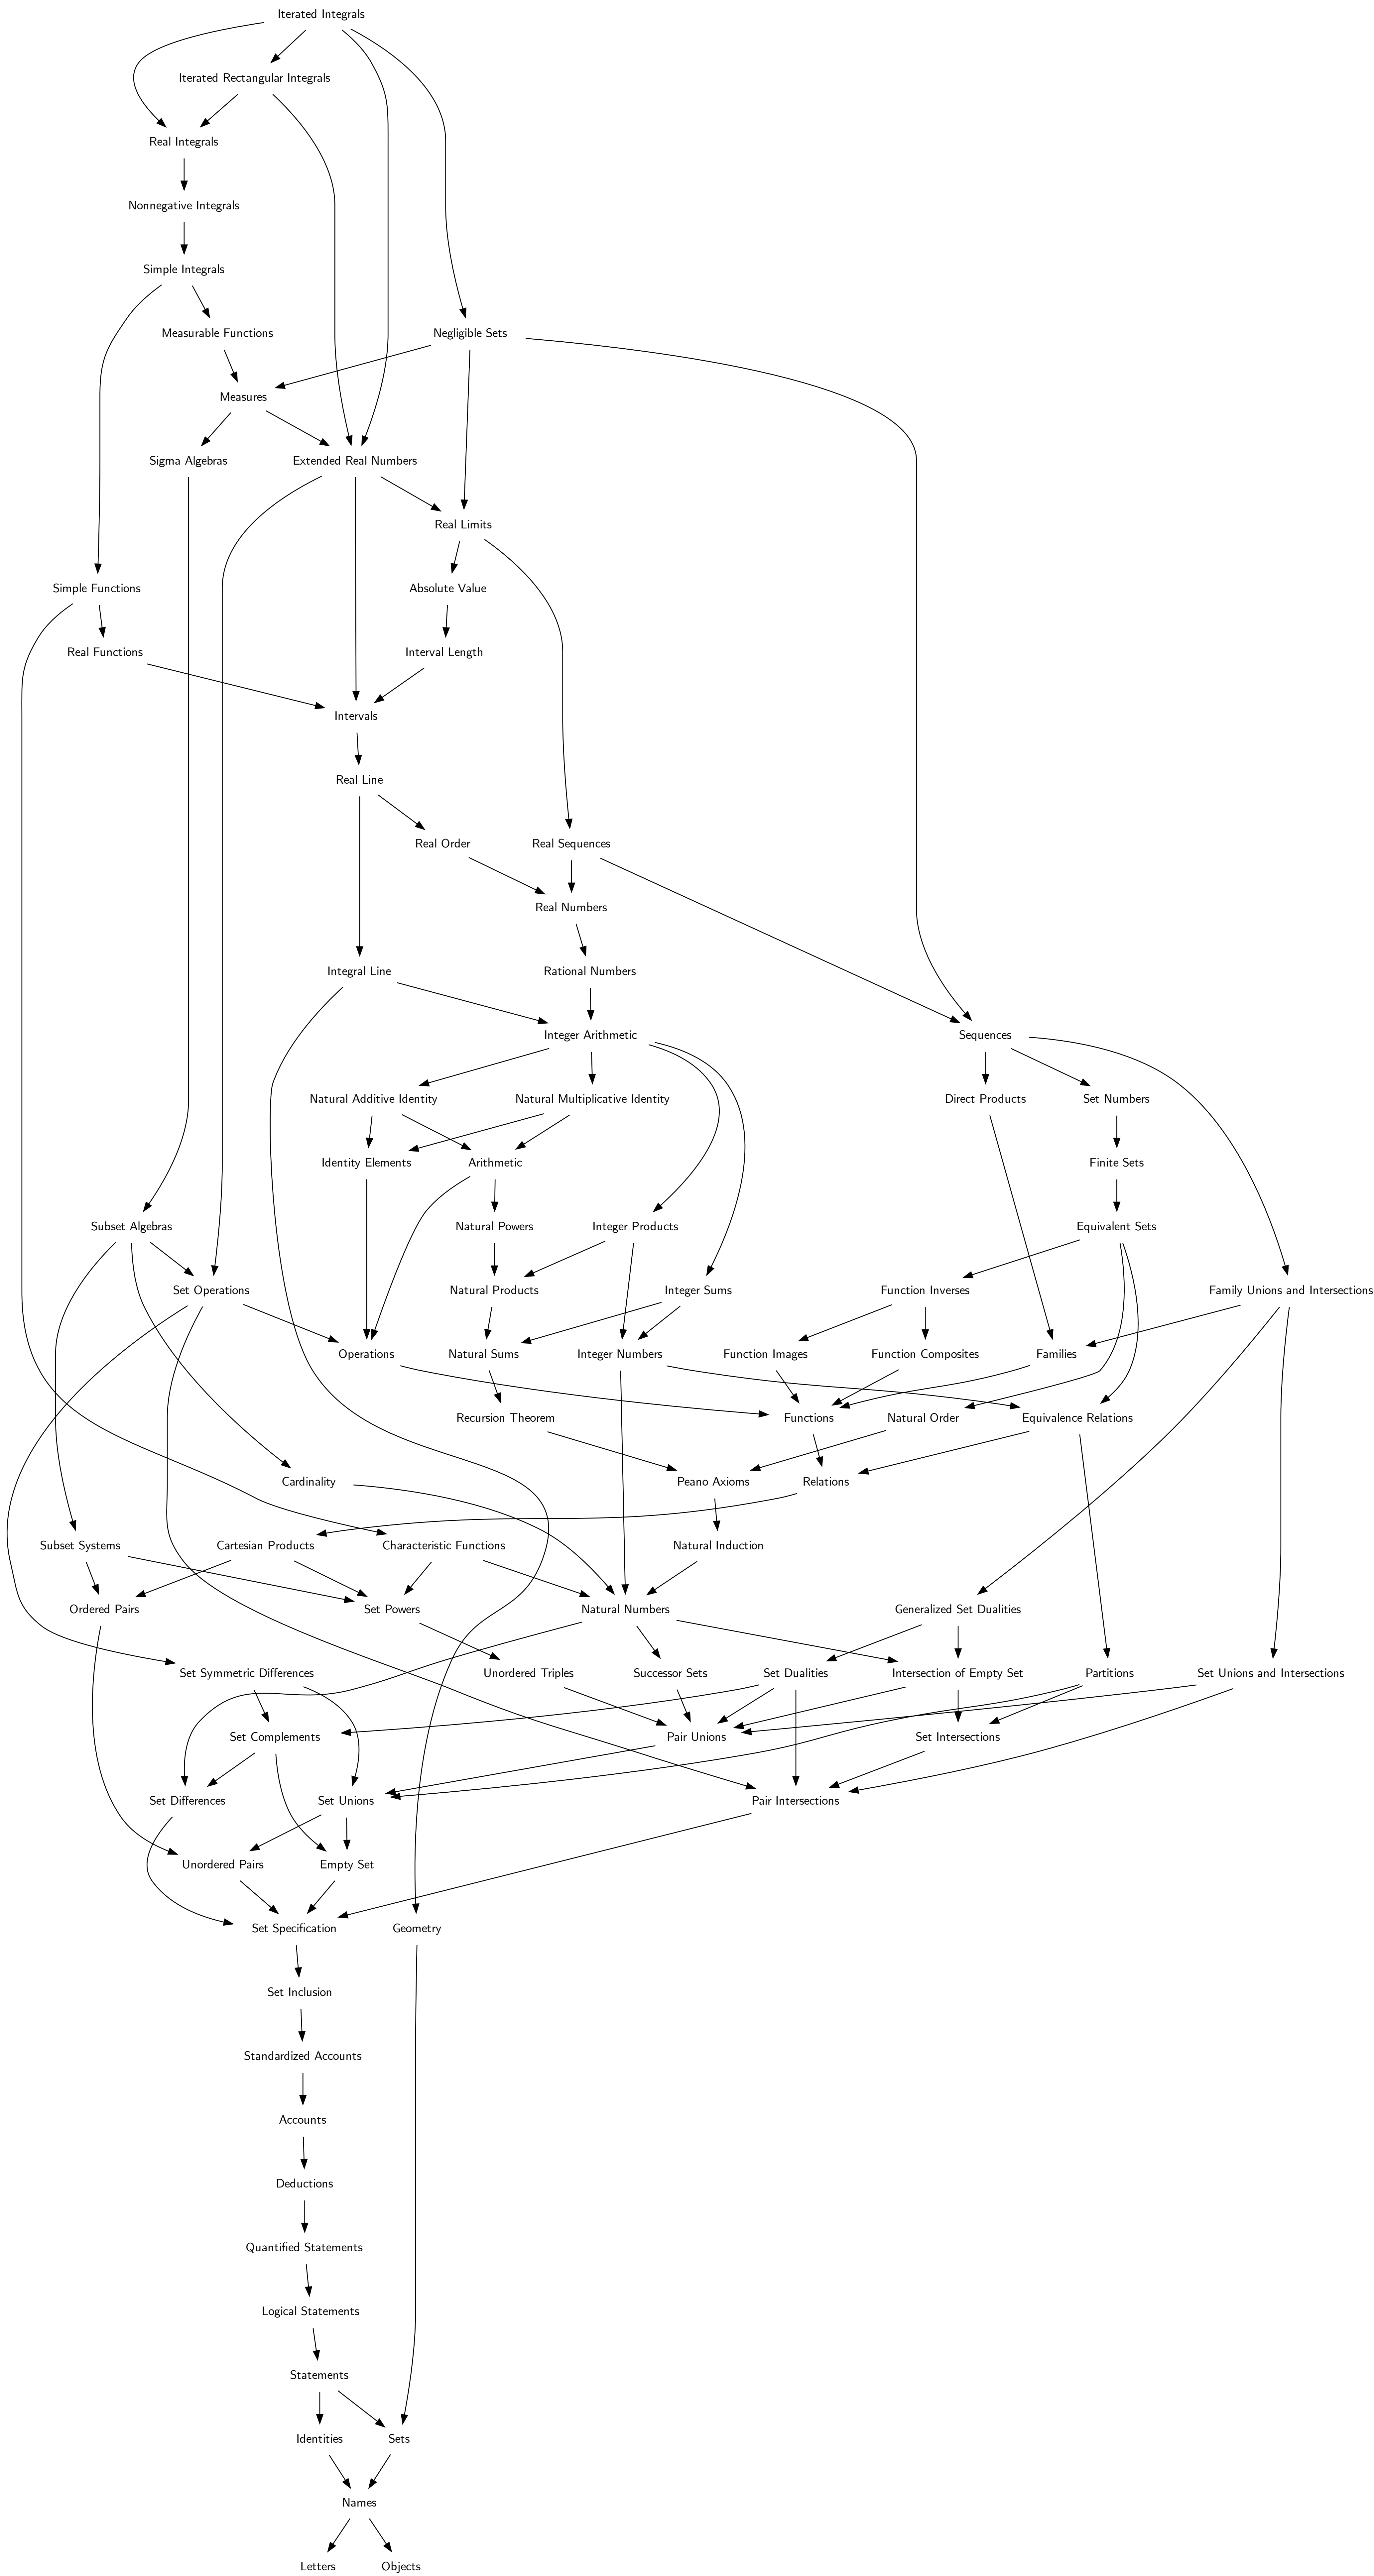 Iterated Integrals
Iterated Rectangular Integrals
Real Integrals
Nonnegative Integrals
Simple Integrals
Measurable Functions
Negligible Sets
Measures
Sigma Algebras
Extended Real Numbers
Real Limits
Simple Functions
Absolute Value
Real Functions
Interval Length
Intervals
Real Line
Real Order
Real Sequences
Real Numbers
Integral Line
Rational Numbers
Integer Arithmetic
Sequences
Natural Additive Identity
Natural Multiplicative Identity
Direct Products
Set Numbers
Identity Elements
Arithmetic
Finite Sets
Subset Algebras
Natural Powers
Integer Products
Equivalent Sets
Set Operations
Natural Products
Integer Sums
Function Inverses
Family Unions and Intersections
Operations
Natural Sums
Integer Numbers
Function Images
Function Composites
Families
Recursion Theorem
Functions
Natural Order
Equivalence Relations
Cardinality
Peano Axioms
Relations
Subset Systems
Cartesian Products
Characteristic Functions
Natural Induction
Ordered Pairs
Set Powers
Natural Numbers
Generalized Set Dualities
Set Symmetric Differences
Unordered Triples
Successor Sets
Set Dualities
Intersection of Empty Set
Partitions
Set Unions and Intersections
Set Complements
Pair Unions
Set Intersections
Set Differences
Set Unions
Pair Intersections
Unordered Pairs
Empty Set
Set Specification
Geometry
Set Inclusion
Standardized Accounts
Accounts
Deductions
Quantified Statements
Logical Statements
Statements
Identities
Sets
Names
Letters
Objects